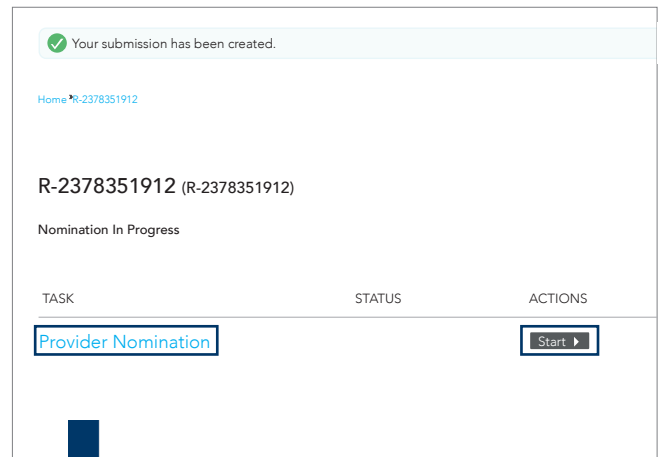 Your submission has been created.
Home R-2378351912
R-2378351912 (R-2378351912)
Nomination In Progress
TASK STATUS ACTIONS
Provider Nomination Start